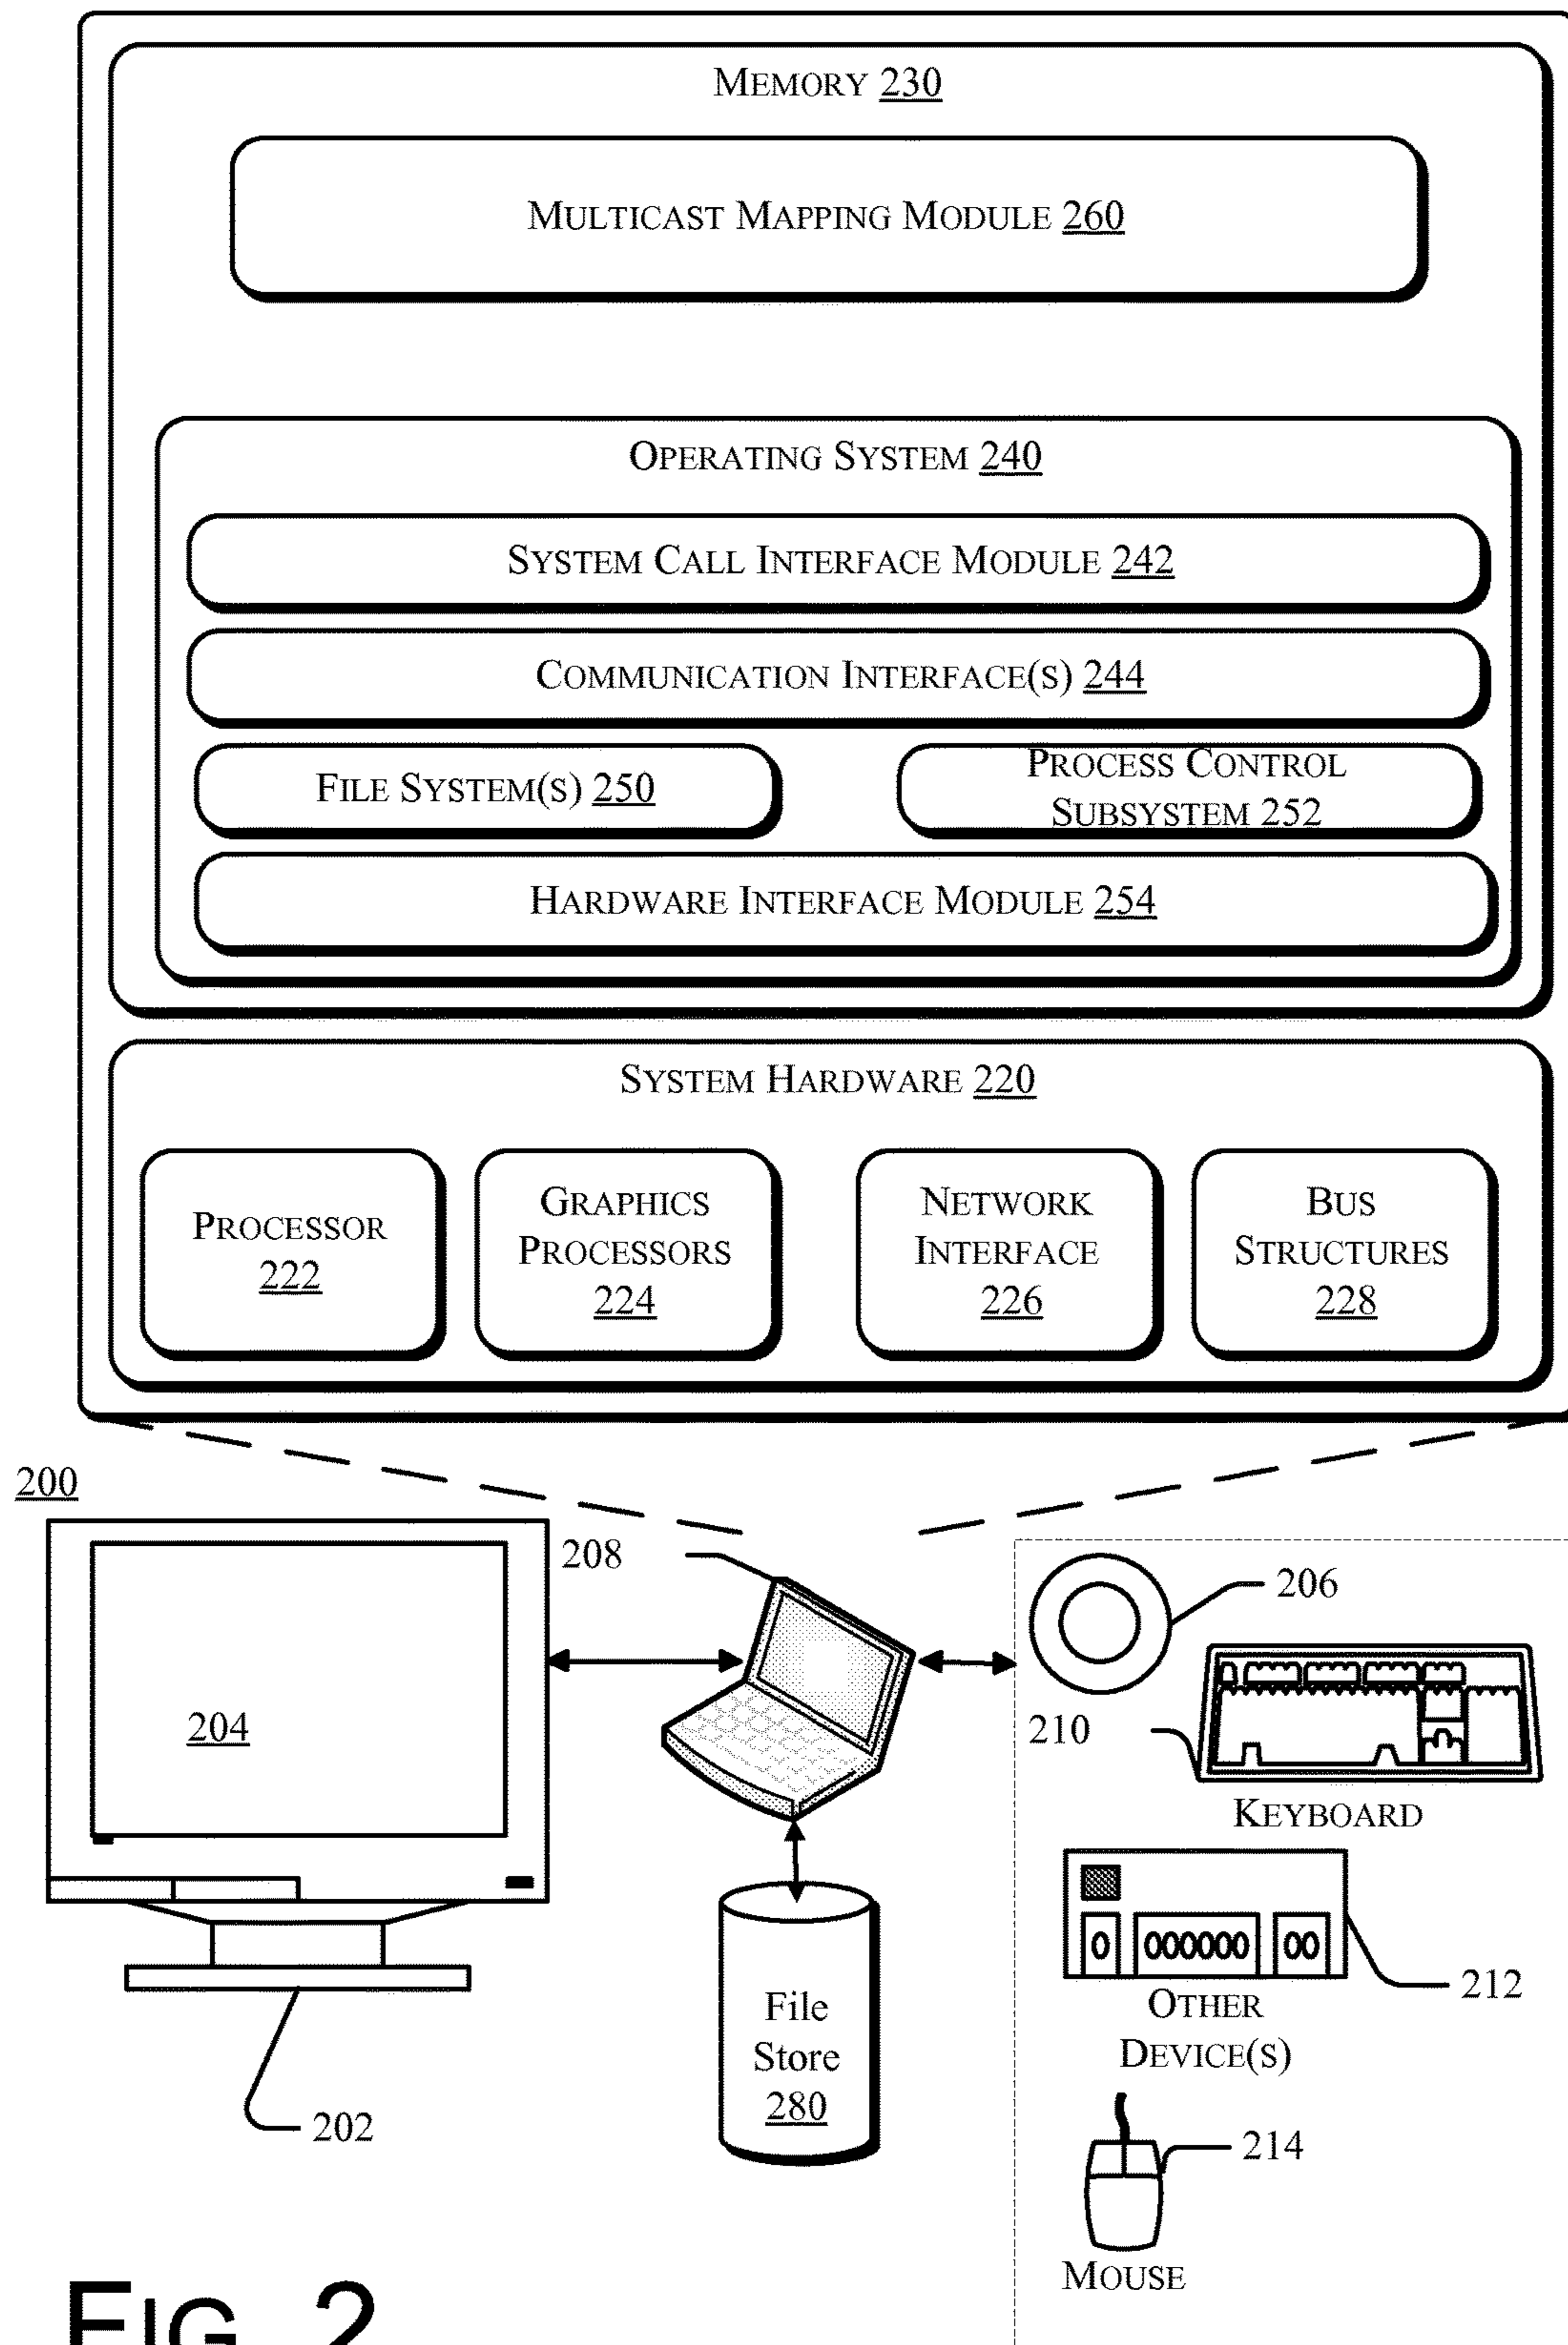 MEMORY 230
MULTICAST MAPPING MODULE 260
OPERATING SYSTEM 240
SYSTEM CALL INTERFACE MODULE 242
COMMUNICATION INTERFACE(S) 244
FILE SYSTEM(S) 250
PROCESS CONTROL
SUBSYSTEM 252
HARDWARE INTERFACE MODULE 254
SYSTEM HARDWARE 220
PROCESSOR
222
GRAPHICS
PROCESSORS
224
NETWORK
INTERFACE
226
BUS
STRUCTURES
228
200
208
206
204
210
KEYBOARD
212
OTHER
DEVICE(S)
File
Store
280
202
214
MOUSE
FIG. 2